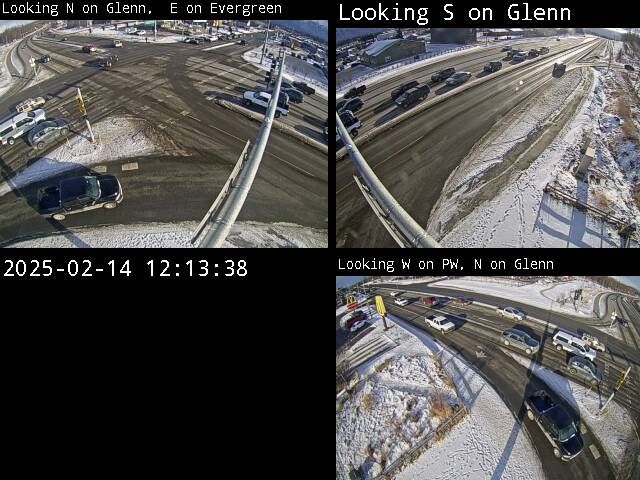 Looking N on Glenn,  E on Evergreen
Looking S on Glenn
2025-02-14 12:13:38
Looking W on PW, N on Glenn